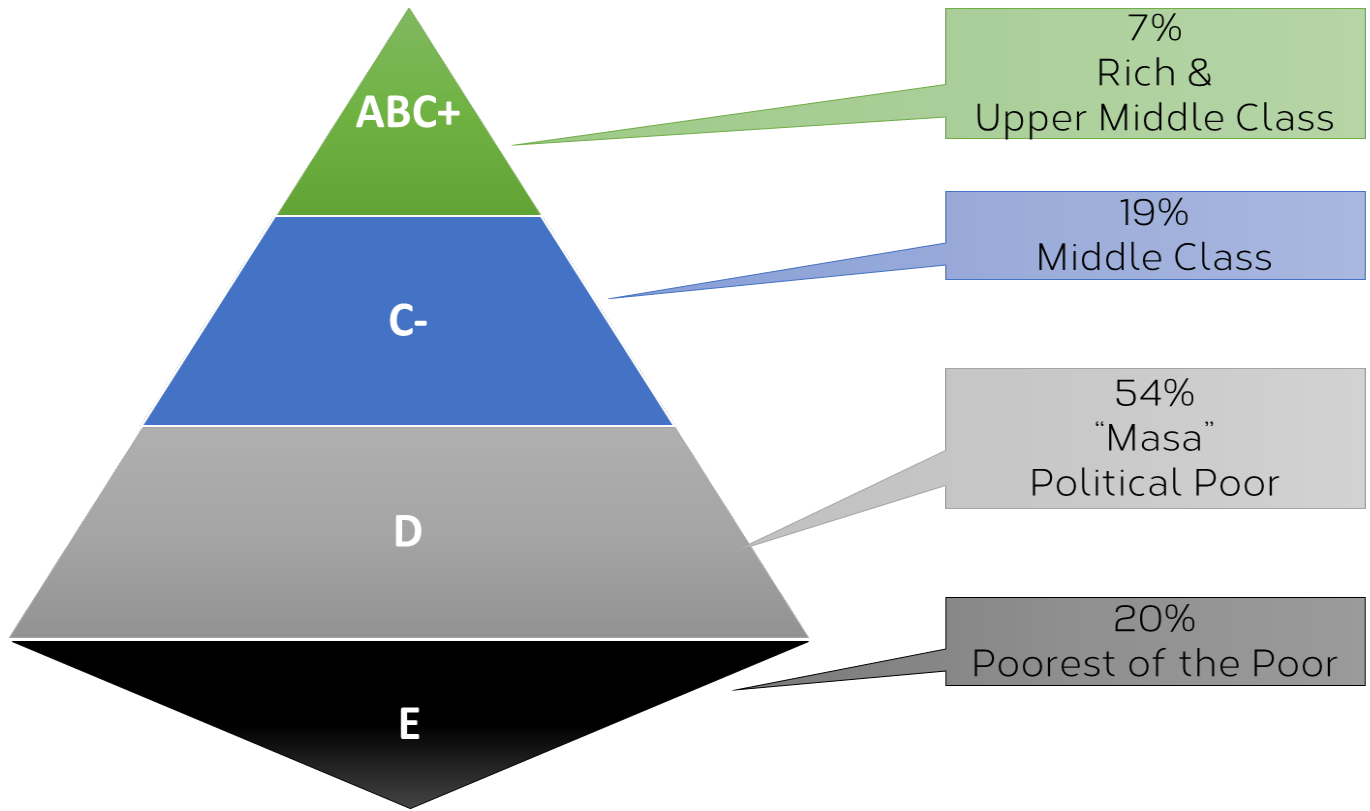 ABC+
7%
Rich &
Upper Middle Class
C-
19%
Middle Class
D
54%
“Masa”
Political Poor
E
20%
Poorest of the Poor